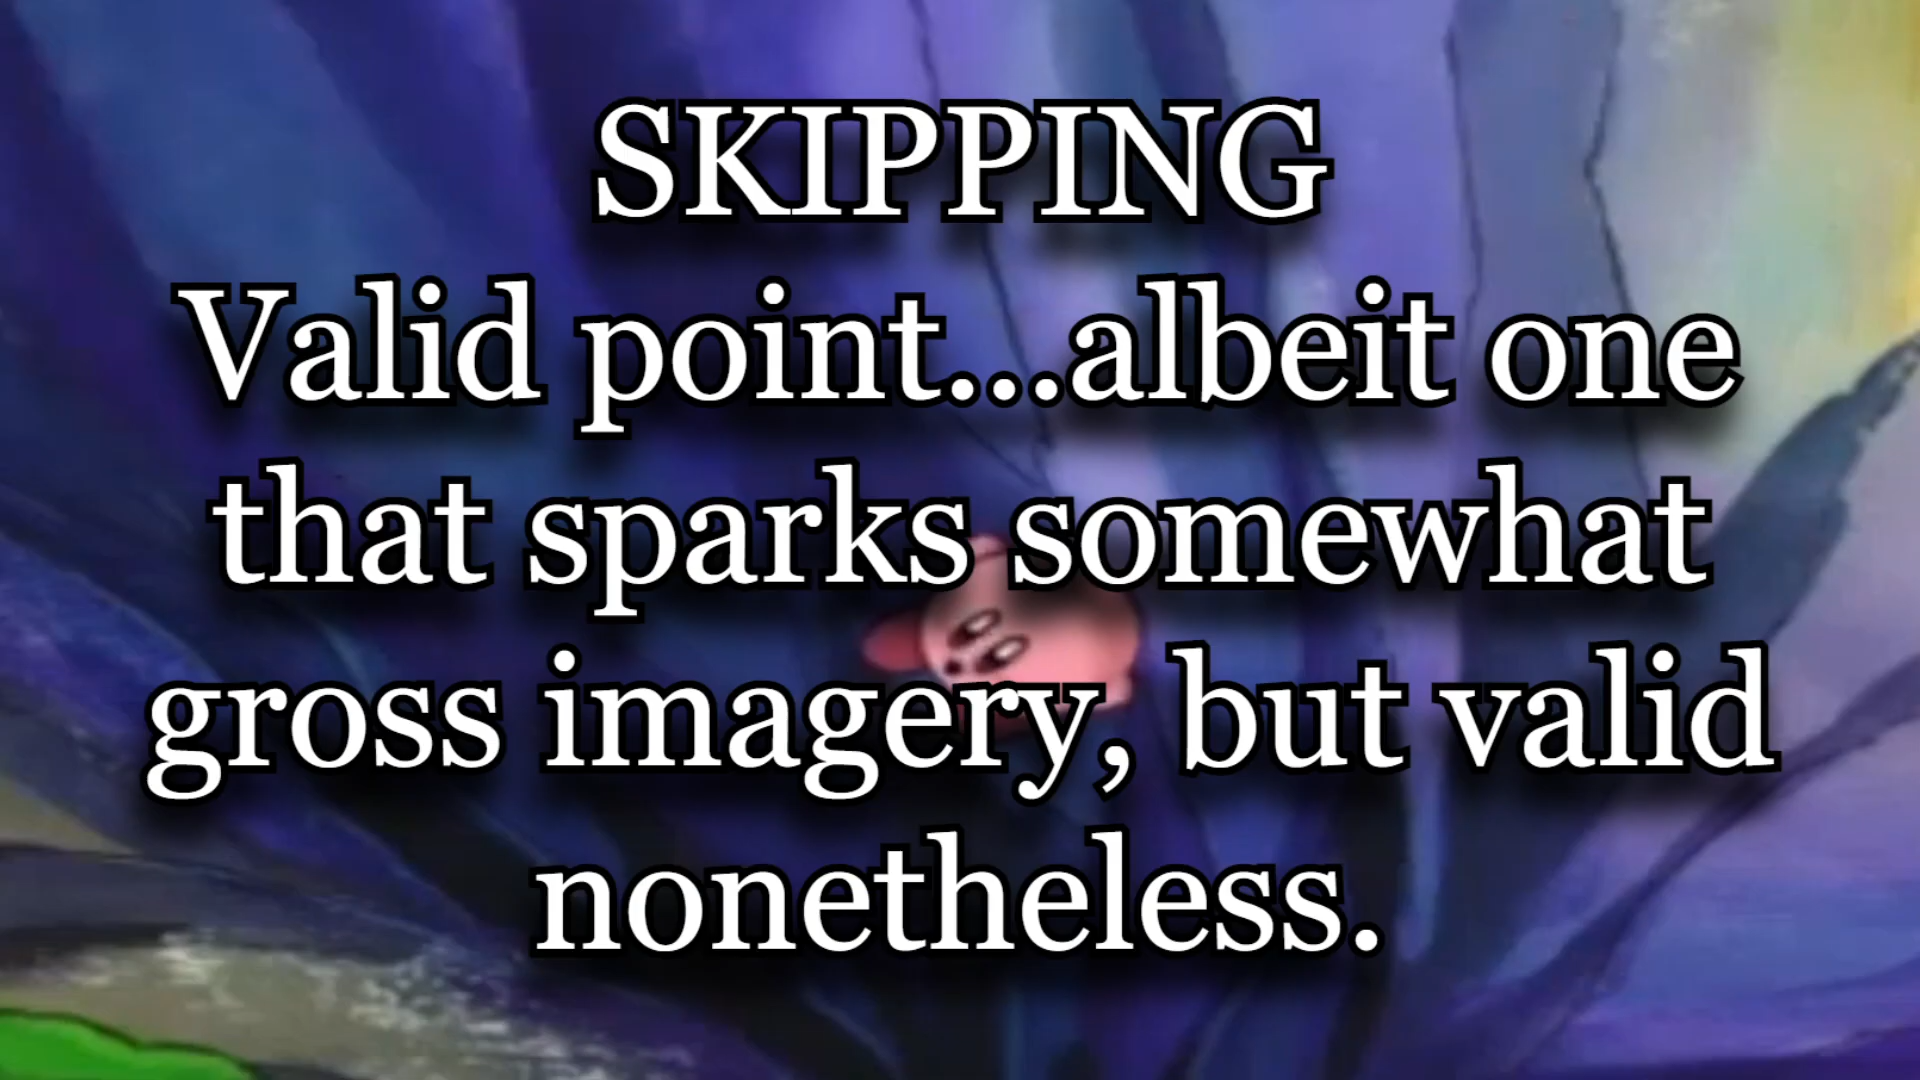 SKIPPING
Valid point...albeit one
that sparks somewhat
gross imagery, but valid
nonetheless.